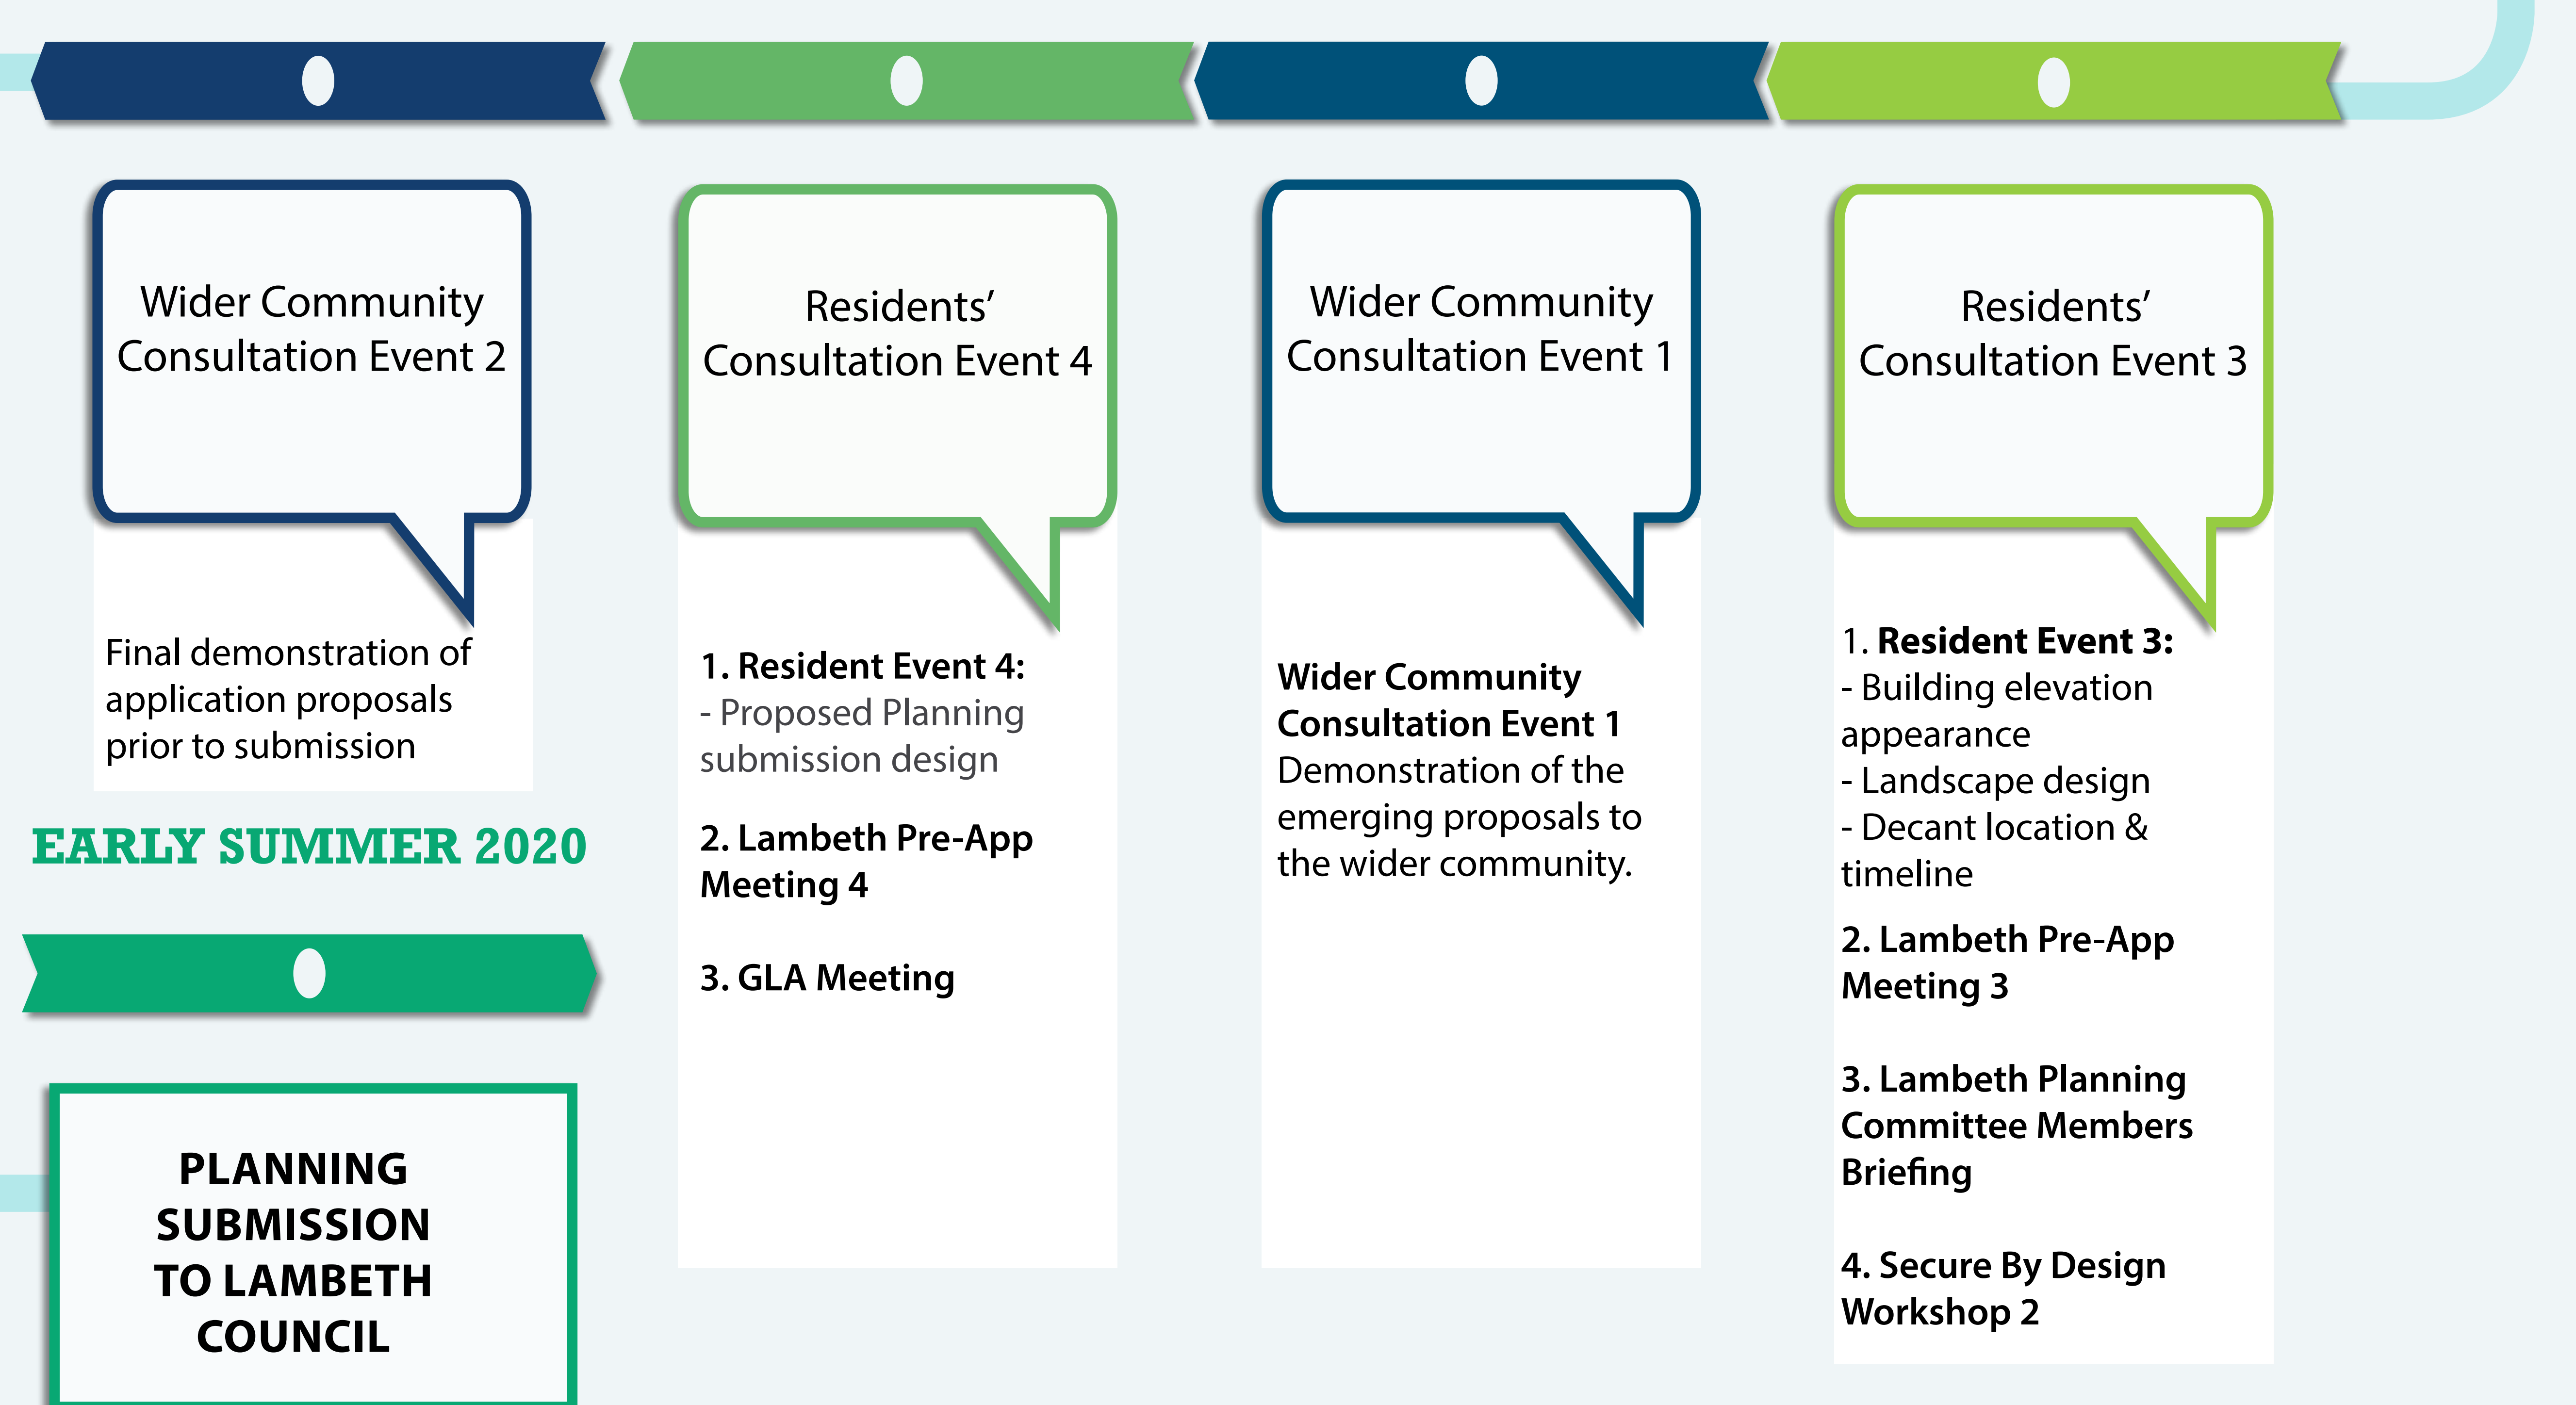 Wider Community
Consultation Event 2
Final demonstration of
application proposals
prior to submission
Residents’
Consultation Event 4
1. Resident Event 4:
- Proposed Planning
submission design
2. Lambeth Pre-App
Meeting 4
3. GLA Meeting
Wider Community
Consultation Event 1
Wider Community
Consultation Event 1
Demonstration of the
emerging proposals to
the wider community.
Residents’
Consultation Event 3
1. Resident Event 3:
- Building elevation
appearance
- Landscape design
- Decant location &
timeline
2. Lambeth Pre-App
Meeting 3
3. Lambeth Planning
Committee Members
Briefing
4. Secure By Design
Workshop 2
EARLY SUMMER 2020
PLANNING
SUBMISSION
TO LAMBETH
COUNCIL